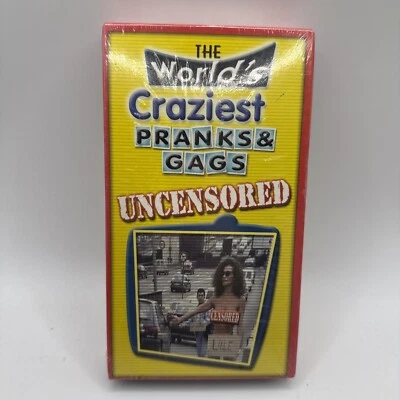 THE
World's
Craziest
PRANKS &
GAGS
UNCENSORED
CENSORED